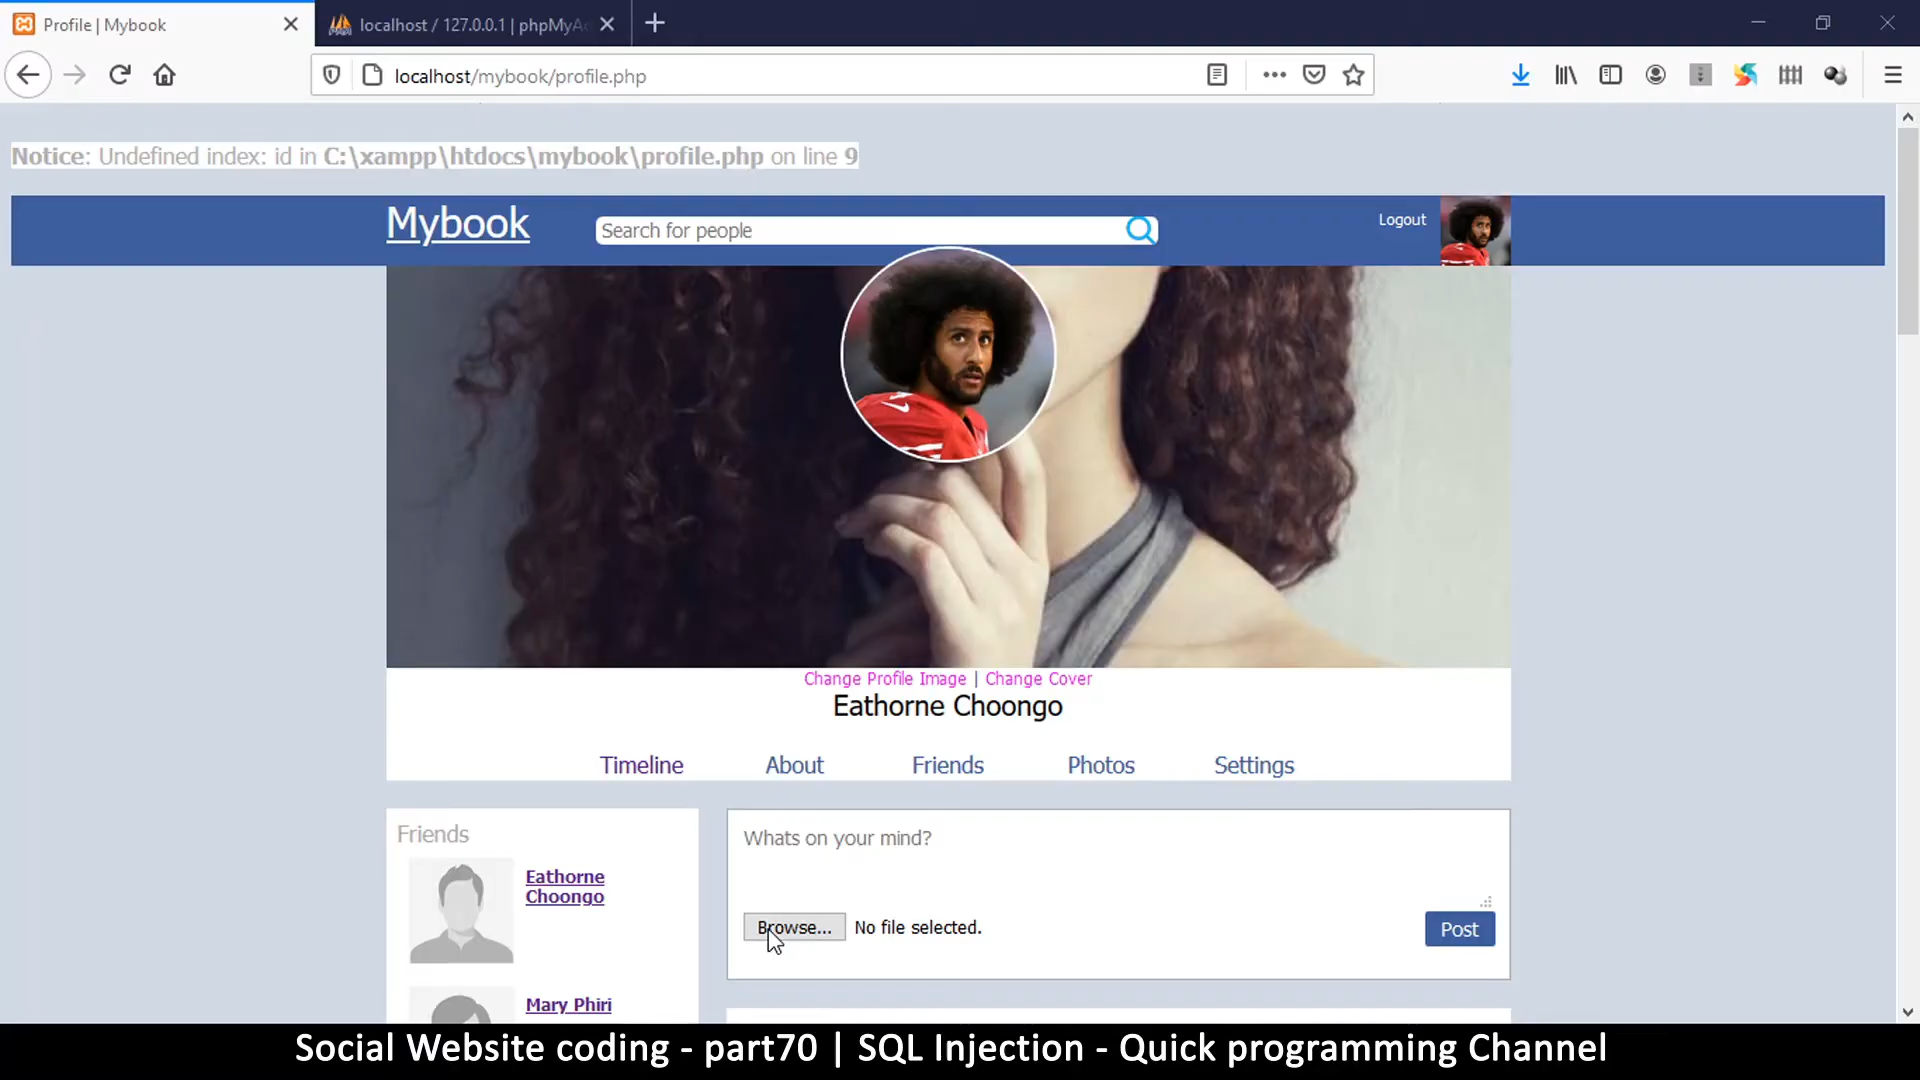 Profile | Mybook
localhost / 127.0.0.1 | phpMyAd
localhost/mybook/profile.php
Notice: Undefined index: id in C:\xampp\htdocs\mybook\profile.php on line 9
Mybook
Search for people
Logout
Change Profile Image | Change Cover
Eathorne Choongo
Timeline About Friends Photos Settings
Friends
Eathorne
Choongo
Mary Phiri
Whats on your mind?
Browse... No file selected.
Post
Social Website coding - part70 | SQL Injection - Quick programming Channel